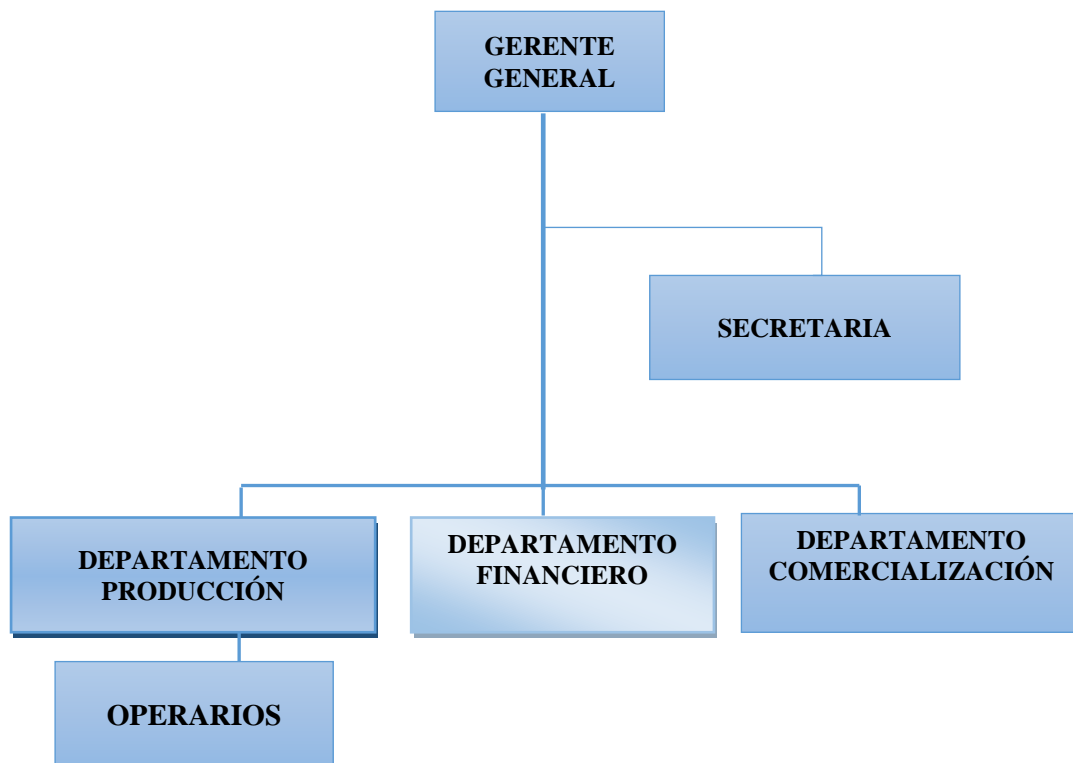 GERENTE
GENERAL
SECRETARIA
DEPARTAMENTO
PRODUCCIÓN
DEPARTAMENTO
FINANCIERO
DEPARTAMENTO
COMERCIALIZACIÓN
OPERARIOS